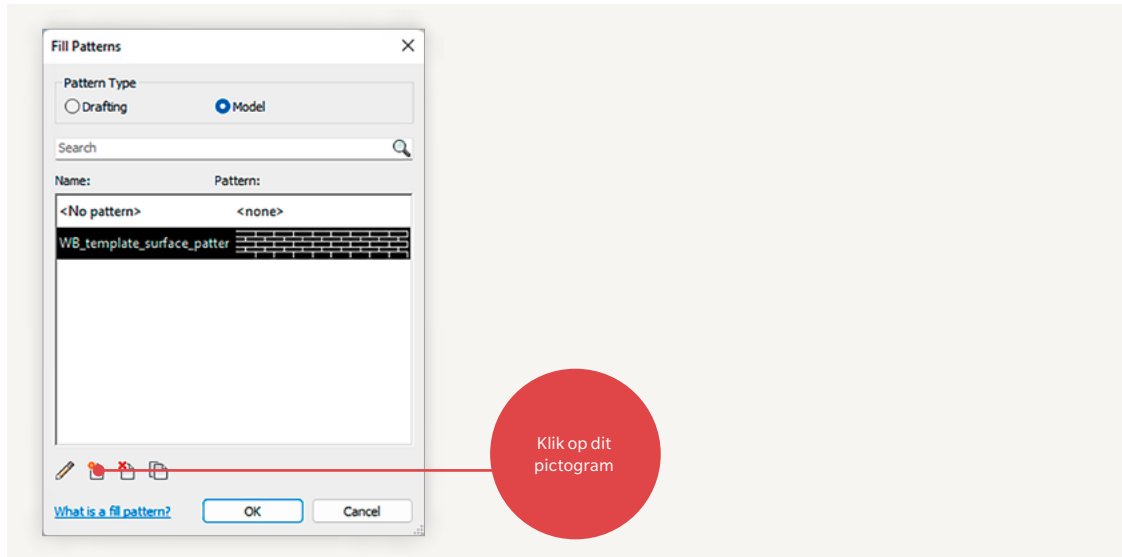 Fill Patterns
Pattern Type
Drafting Model
Search
Name: Pattern:
<No pattern> <none>
WB_template_surface_patter
Klik op dit
pictogram
What is a fill pattern? OK Cancel